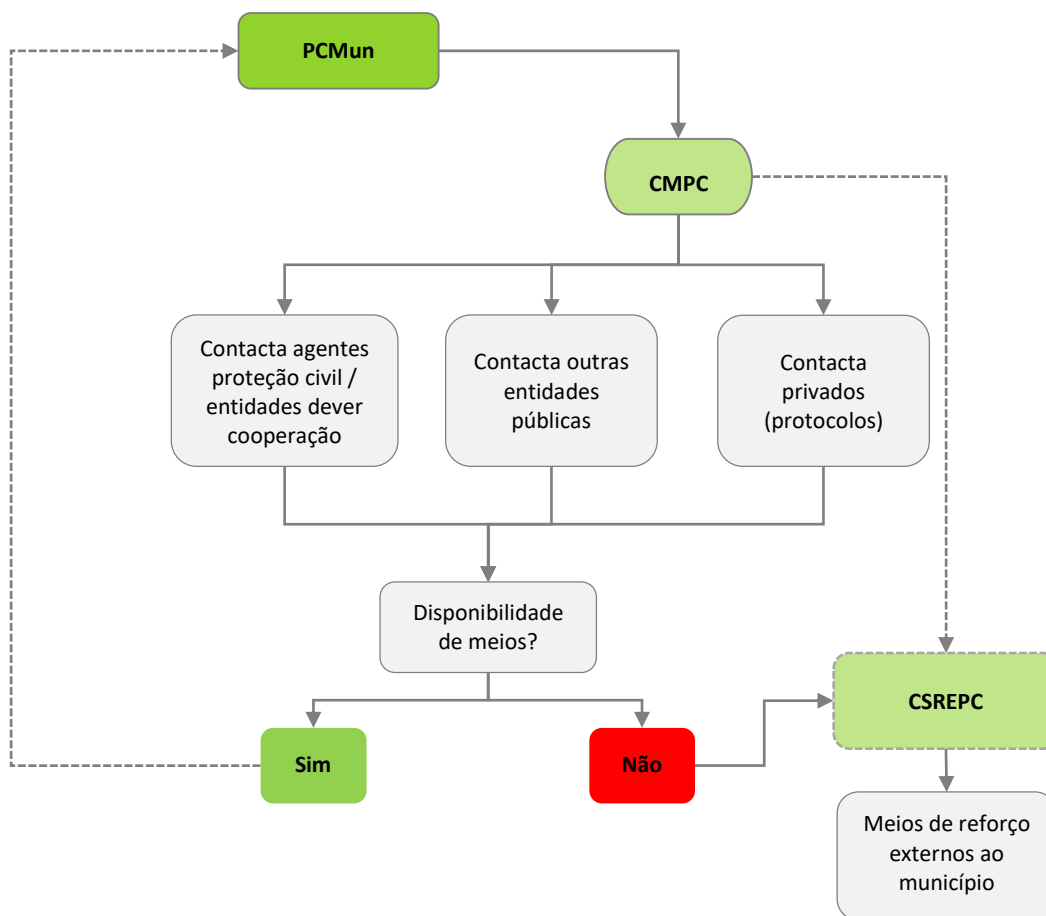 PCMun
CMPC
Contacta agentes
proteção civil /
entidades dever
cooperação
Contacta outras
entidades
públicas
Contacta
privados
(protocolos)
Disponibilidade
de meios?
CSREPC
Sim
Não
Meios de reforço
externos ao
município